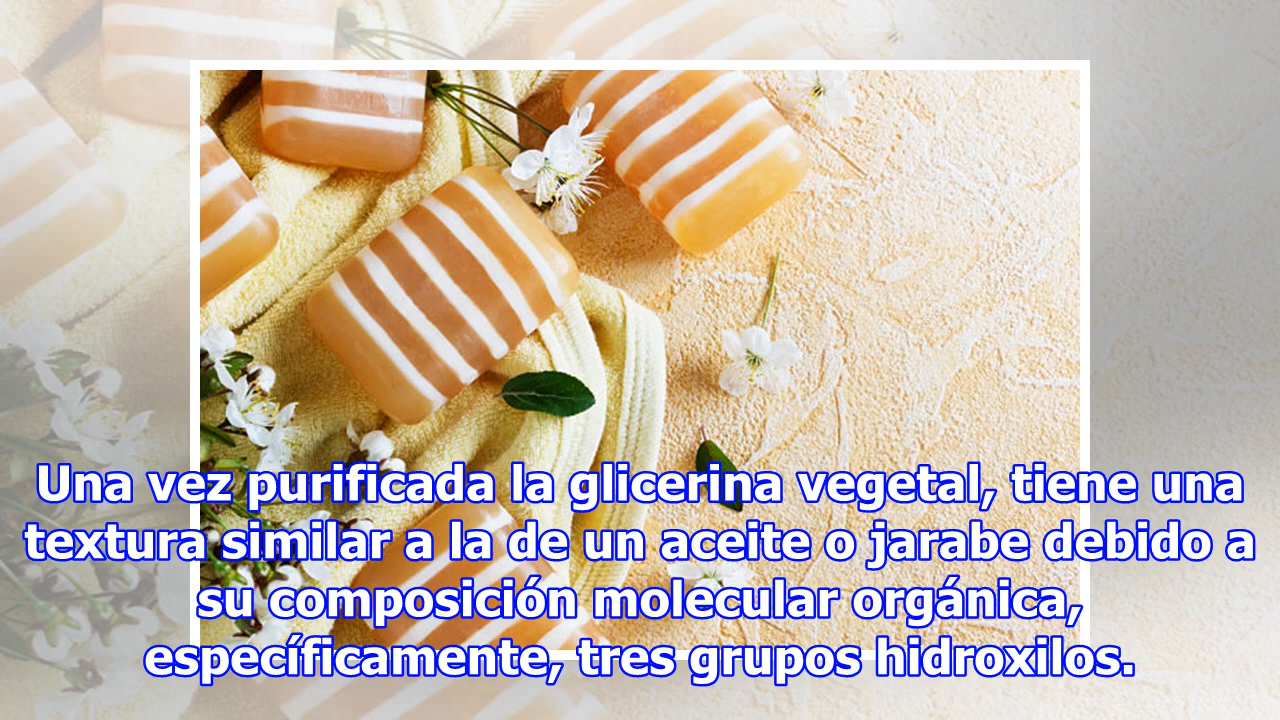 Una vez purificada la glicerina vegetal, tiene una
textura similar a la de un aceite o jarabe debido a
su composición molecular orgánica,
específicamente, tres grupos hidroxilos.